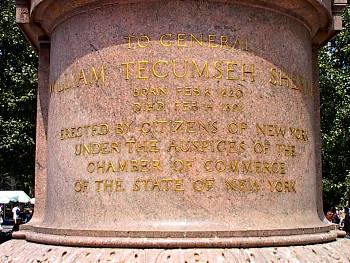 TO GENERAL
WILLIAM TECUMSEH SHERMAN
BORN FEB 8 1820
DIED FEB 14 1891
ERECTED BY CITIZENS OF NEW YORK
UNDER THE AUSPICES OF THE
CHAMBER OF COMMERCE
OF THE STATE OF NEW YORK